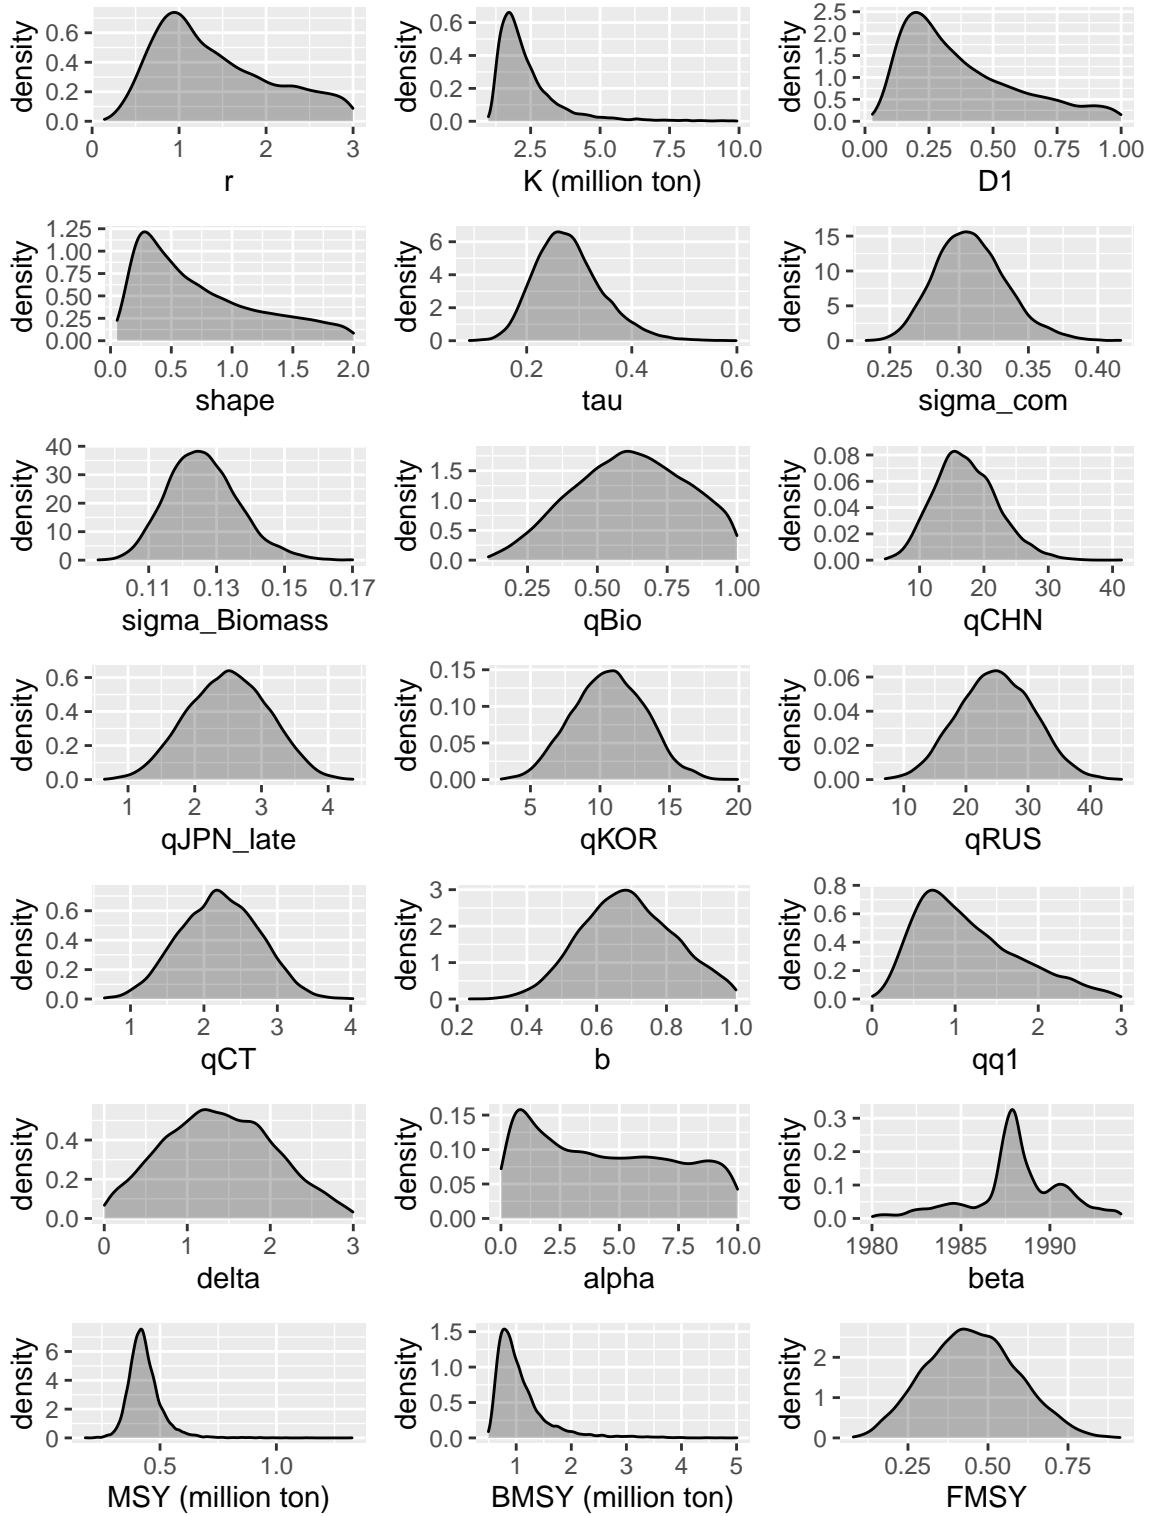 density 0.0 0.2 0.4 0.6 0 1 2 3 r
density 0.0 0.2 0.4 0.6 2.5 5.0 7.5 10.0 K (million ton)
density 0.0 0.5 1.0 1.5 2.0 2.5 0.00 0.25 0.50 0.75 1.00 D1
density 0.00 0.25 0.50 0.75 1.00 1.25 0.0 0.5 1.0 1.5 2.0 shape
density 0 2 4 6 0.2 0.4 0.6 tau
density 0 5 10 15 0.25 0.30 0.35 0.40 sigma_com
density 0 10 20 30 40 0.11 0.13 0.15 0.17 sigma_Biomass
density 0.0 0.5 1.0 1.5 0.25 0.50 0.75 1.00 qBio
density 0.00 0.02 0.04 0.06 0.08 10 20 30 40 qCHN
density 0.0 0.2 0.4 0.6 1 2 3 4 qJPN_late
density 0.00 0.05 0.10 0.15 5 10 15 20 qKOR
density 0.00 0.02 0.04 0.06 10 20 30 40 qRUS
density 0.0 0.2 0.4 0.6 1 2 3 4 qCT
density 0 1 2 3 0.2 0.4 0.6 0.8 1.0 b
density 0.0 0.2 0.4 0.6 0.8 0 1 2 3 qq1
density 0.0 0.2 0.4 0 1 2 3 delta
density 0.00 0.05 0.10 0.15 0.0 2.5 5.0 7.5 10.0 alpha
density 0.0 0.1 0.2 0.3 1980 1985 1990 beta
density 0 2 4 6 0.5 1.0 MSY (million ton)
density 0.0 0.5 1.0 1.5 1 2 3 4 5 BMSY (million ton)
density 0 1 2 0.25 0.50 0.75 FMSY